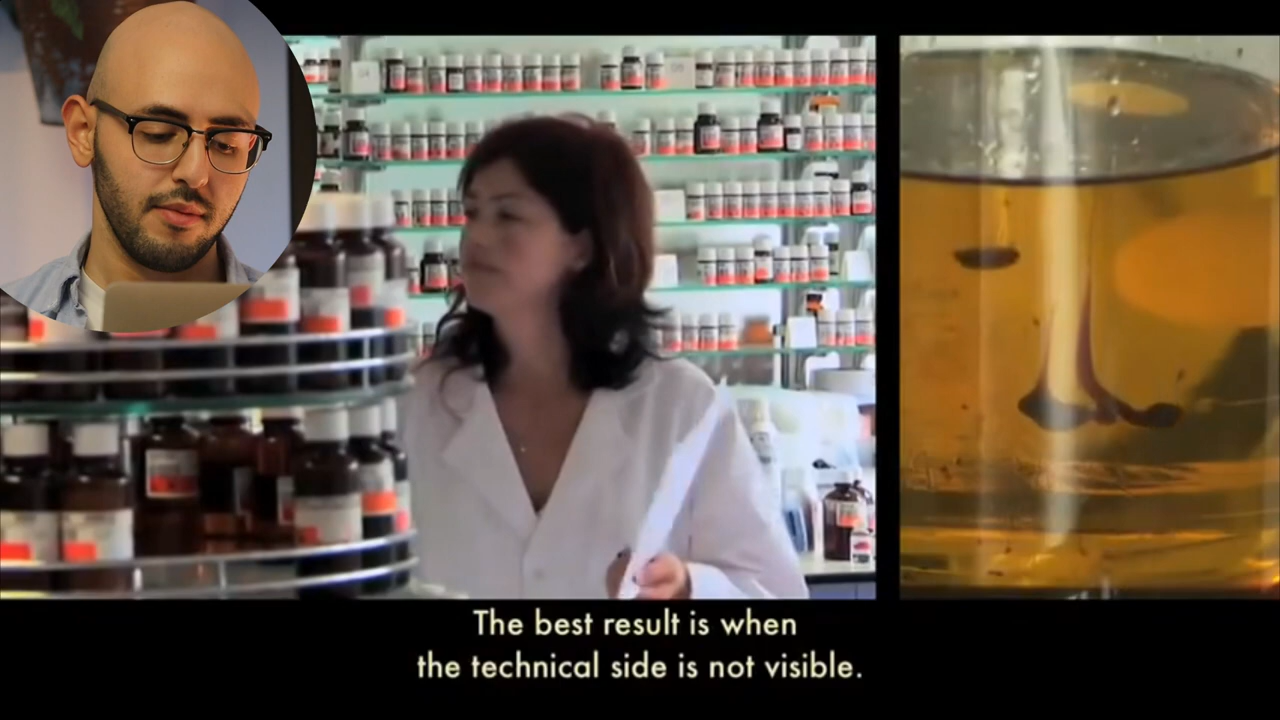 The best result is when
the technical side is not visible.